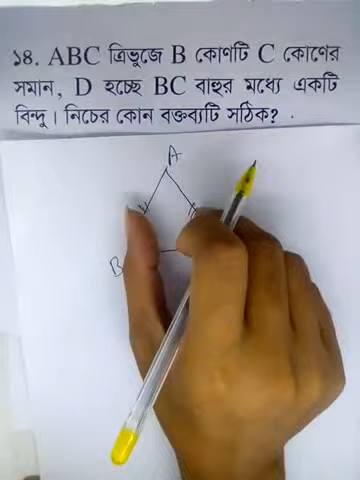 ১৪. ABC ত্রিভুজে B কোণটি C কোণের
সমান, D হচ্ছে BC বাহুর মধ্যে একটি
বিন্দু। নিচের কোন বক্তব্যটি সঠিক?
A
B